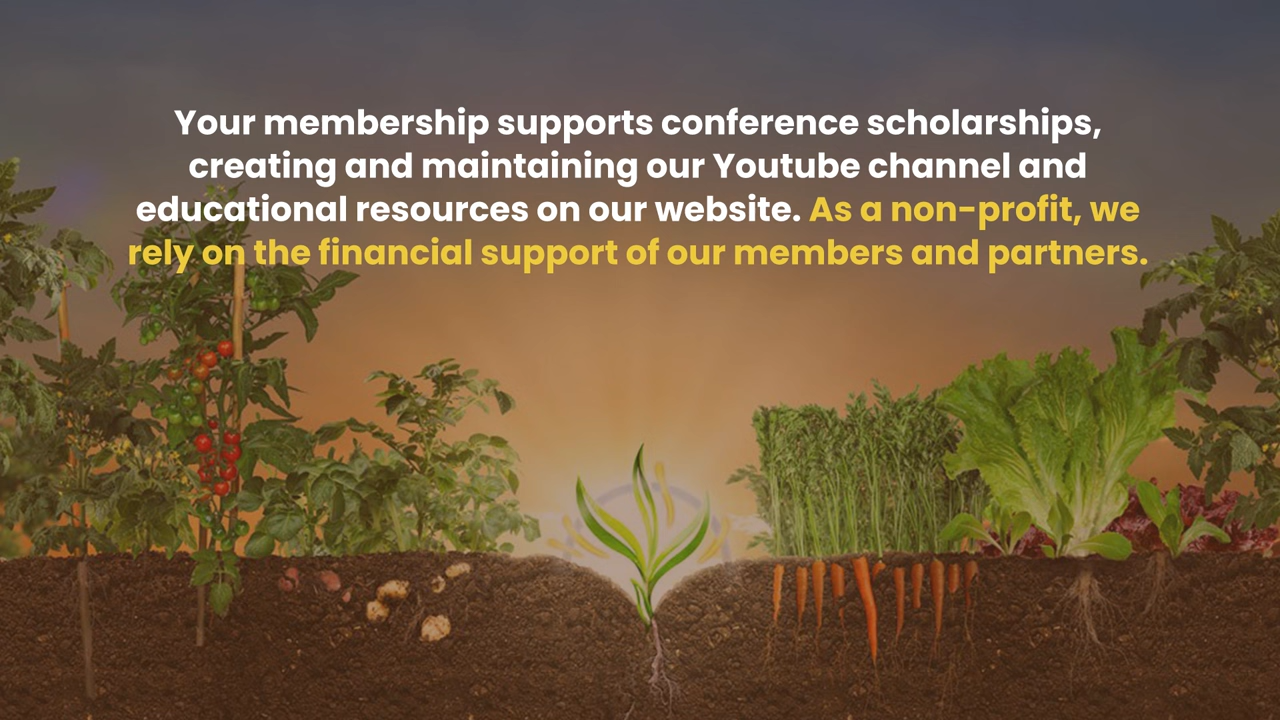 Your membership supports conference scholarships,
creating and maintaining our Youtube channel and
educational resources on our website. As a non-profit, we
rely on the financial support of our members and partners.